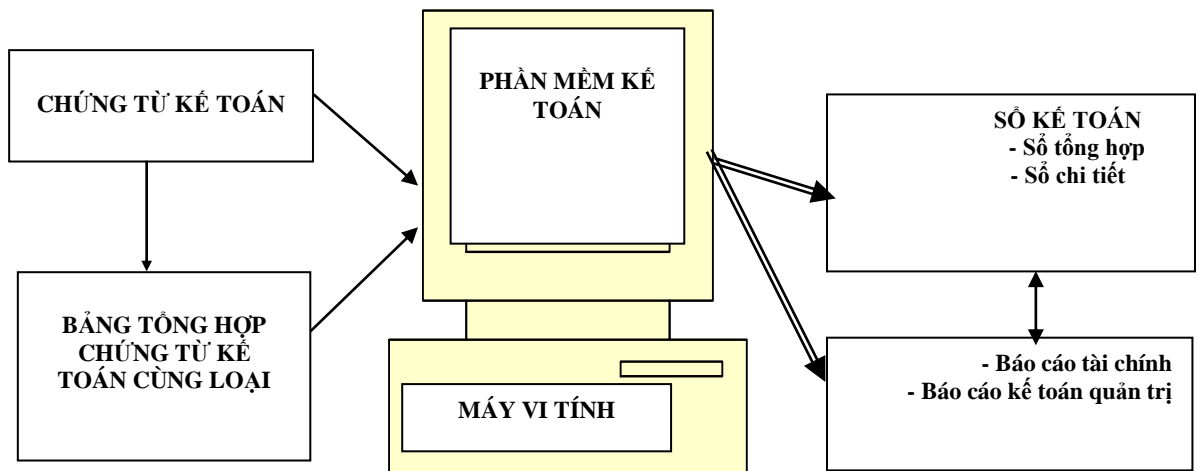 CHỨNG TỪ KẾ TOÁN
BẢNG TỔNG HỢP
CHỨNG TỪ KẾ
TOÁN CÙNG LOẠI
PHẦN MỀM KẾ
TOÁN
MÁY VI TÍNH
SỔ KẾ TOÁN
- Sổ tổng hợp
- Sổ chi tiết
- Báo cáo tài chính
- Báo cáo kế toán quản trị